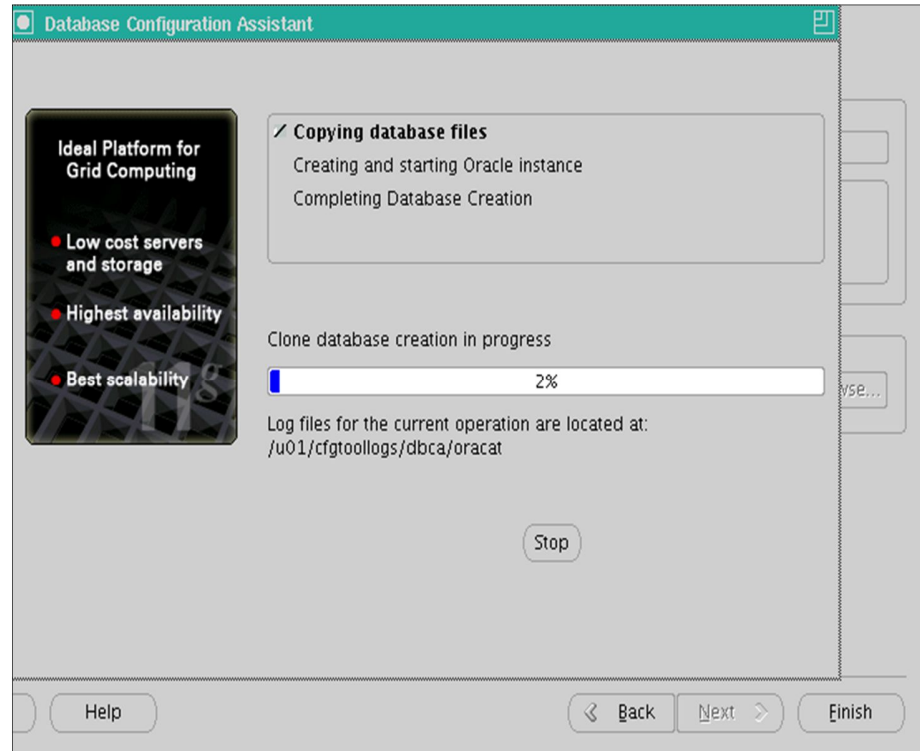 Database Configuration Assistant
Ideal Platform for
Grid Computing
Low cost servers
and storage
Highest availability
Best scalability
11g
Copying database files
Creating and starting Oracle instance
Completing Database Creation
Clone database creation in progress
2%
Log files for the current operation are located at:
/u01/cfgtoollogs/dbca/oracat
Stop
wse...
Help
Back
Next
Finish